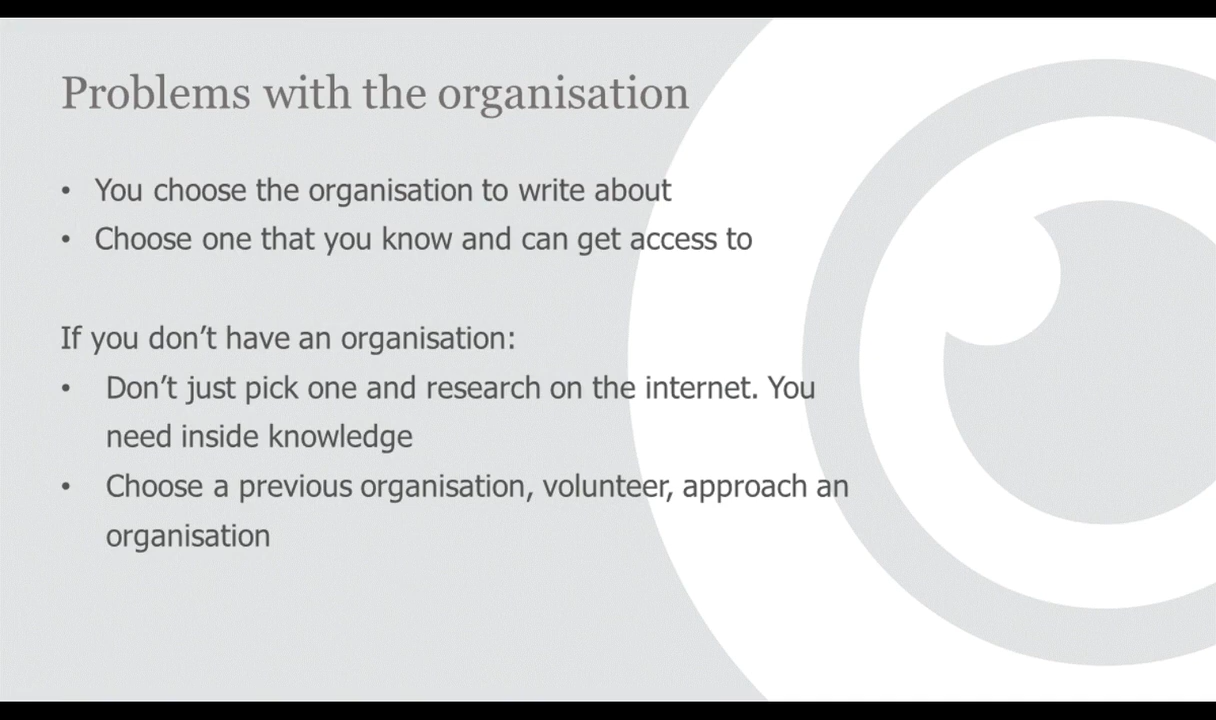 Problems with the organisation
• You choose the organisation to write about
• Choose one that you know and can get access to
If you don’t have an organisation:
• Don’t just pick one and research on the internet. You
need inside knowledge
• Choose a previous organisation, volunteer, approach an
organisation